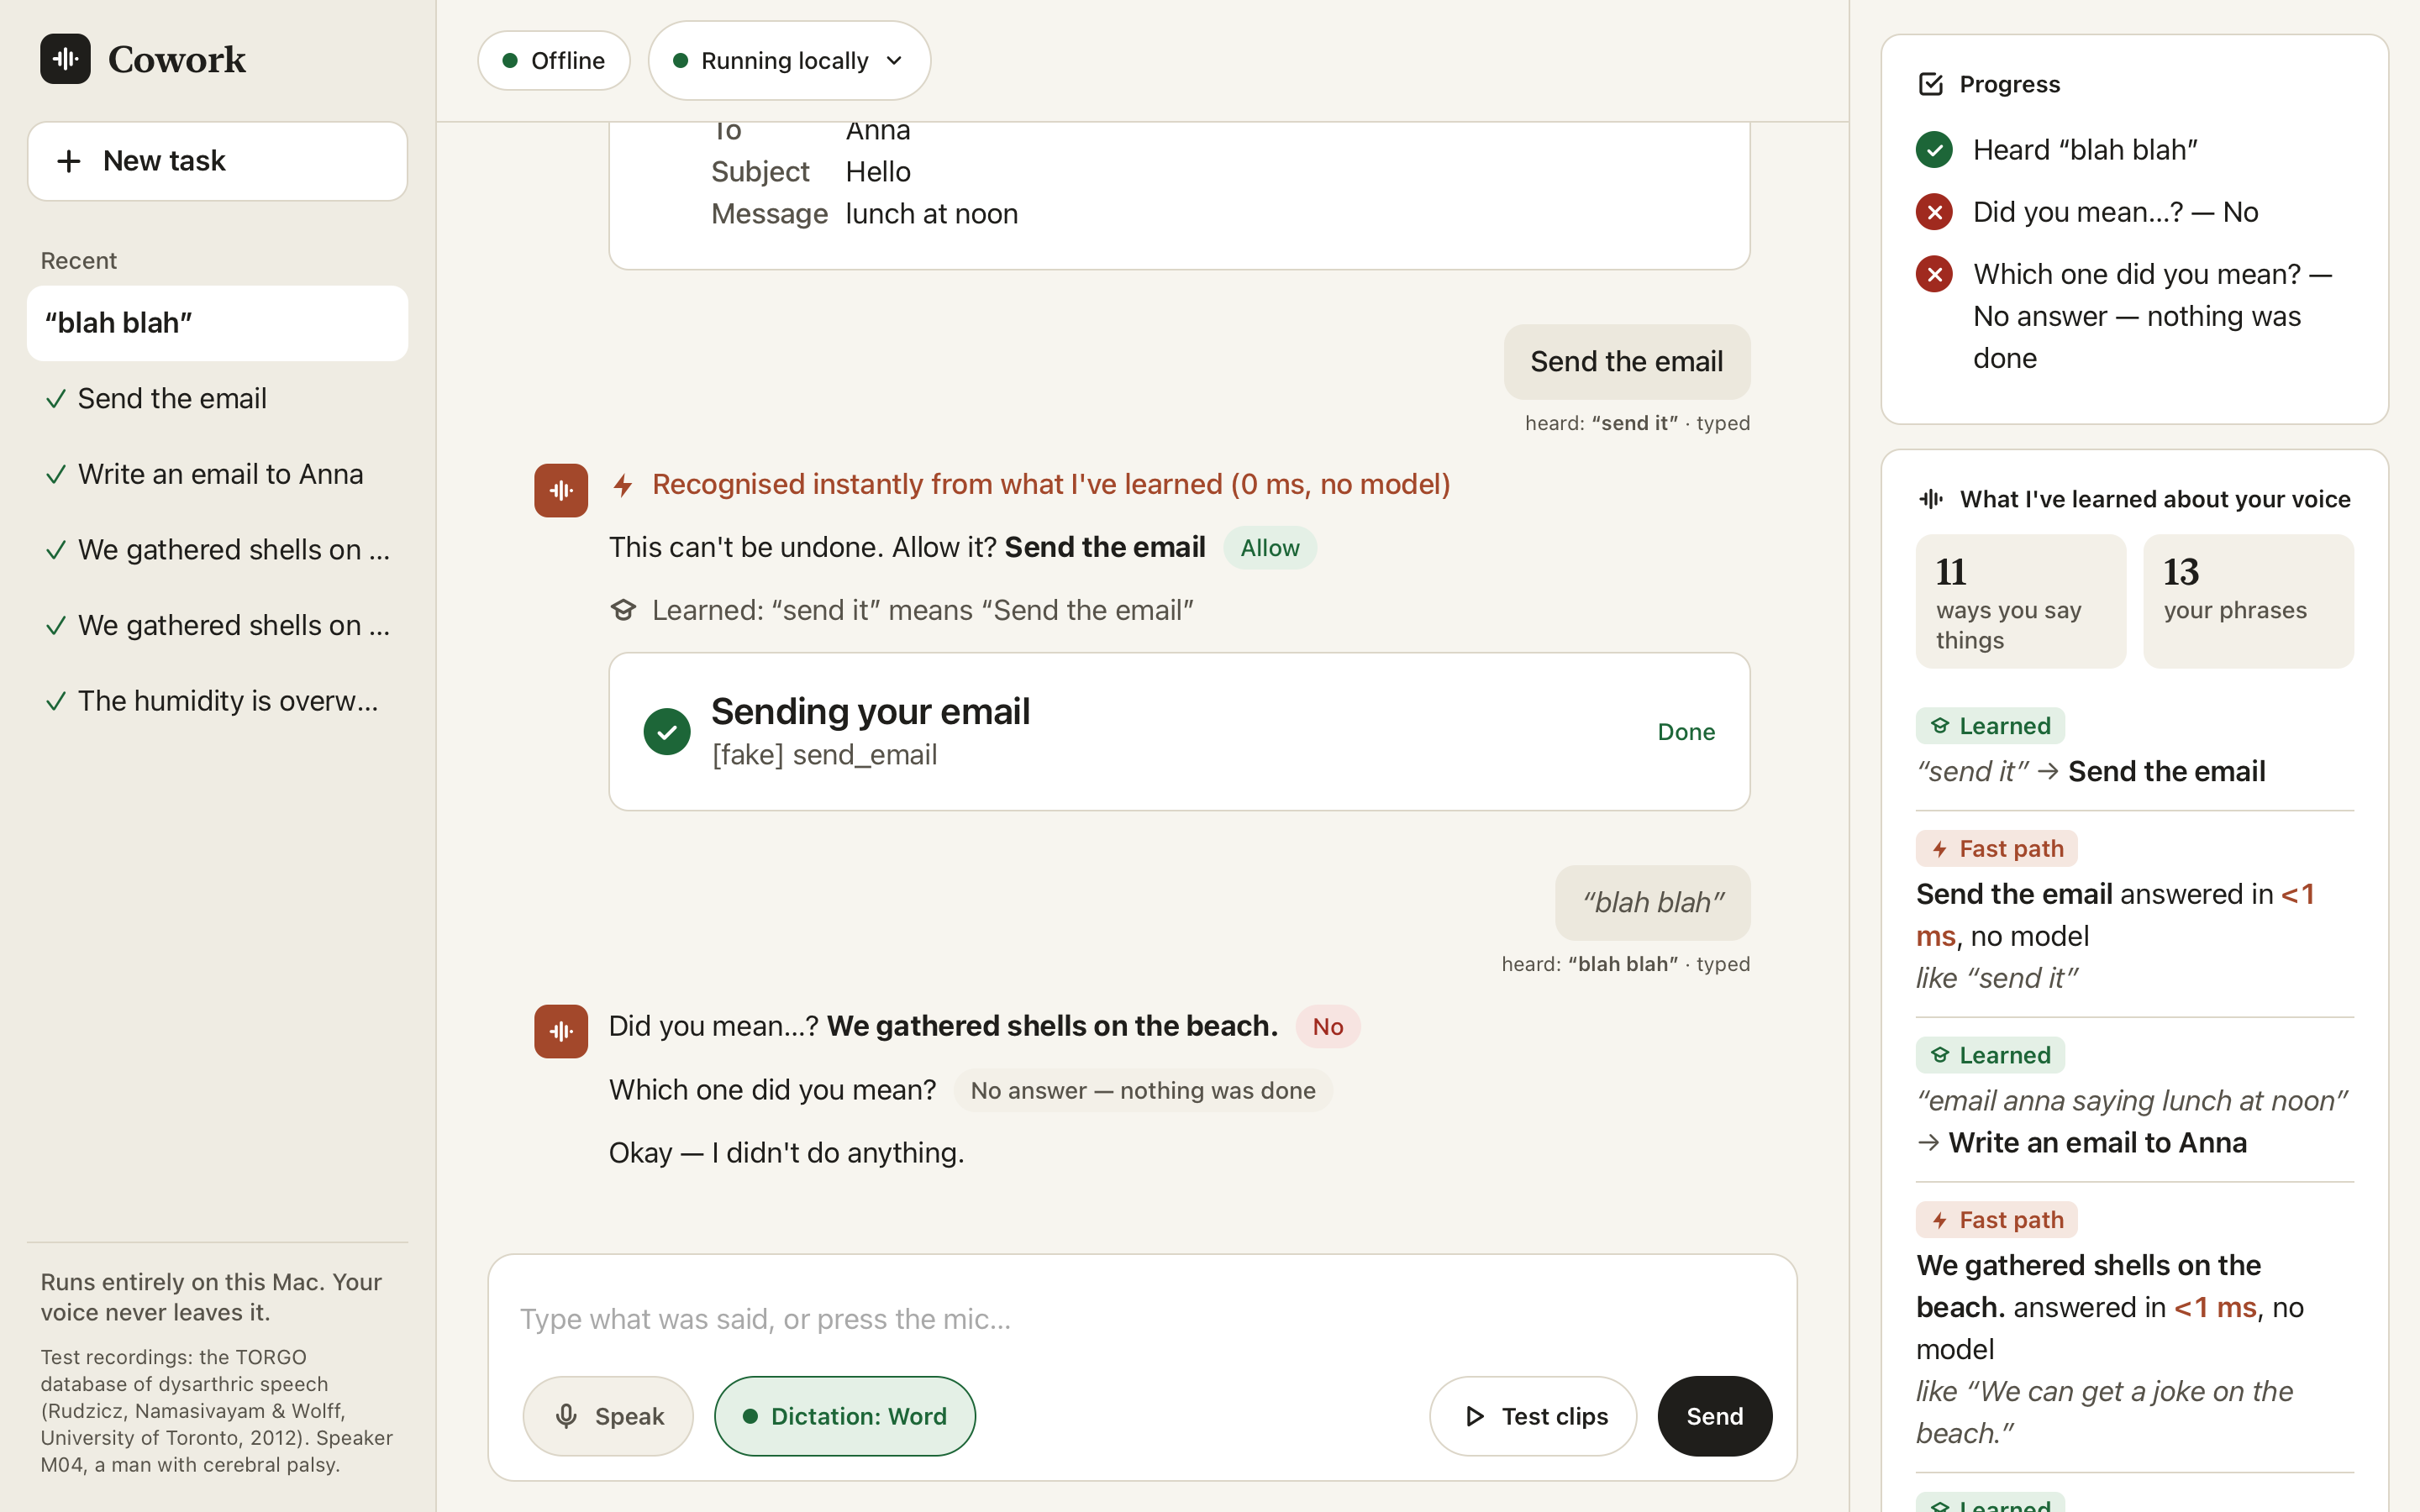 Cowork
New task
Recent
“blah blah”
Send the email
Write an email to Anna
We gathered shells on ...
We gathered shells on ...
The humidity is overw...
Runs entirely on this Mac. Your
voice never leaves it.
Test recordings: the TORGO
database of dysarthric speech
(Rudzicz, Namasivayam & Wolff,
University of Toronto, 2012). Speaker
M04, a man with cerebral palsy.
Offline
Running locally
To Anna
Subject Hello
Message lunch at noon
Send the email
heard: “send it” · typed
Recognised instantly from what I've learned (0 ms, no model)
This can't be undone. Allow it? Send the email Allow
Learned: “send it” means “Send the email”
Sending your email
[fake] send_email
Done
“blah blah”
heard: “blah blah” · typed
Did you mean...? We gathered shells on the beach. No
Which one did you mean? No answer — nothing was done
Okay — I didn't do anything.
Type what was said, or press the mic...
Speak
Dictation: Word
Test clips
Send
Progress
Heard “blah blah”
Did you mean...? — No
Which one did you mean? —
No answer — nothing was
done
What I've learned about your voice
11
ways you say
things
13
your phrases
Learned
“send it” → Send the email
Fast path
Send the email answered in <1
ms, no model
like “send it”
Learned
“email anna saying lunch at noon”
→ Write an email to Anna
Fast path
We gathered shells on the
beach. answered in <1 ms, no
model
like “We can get a joke on the
beach.”
Learned